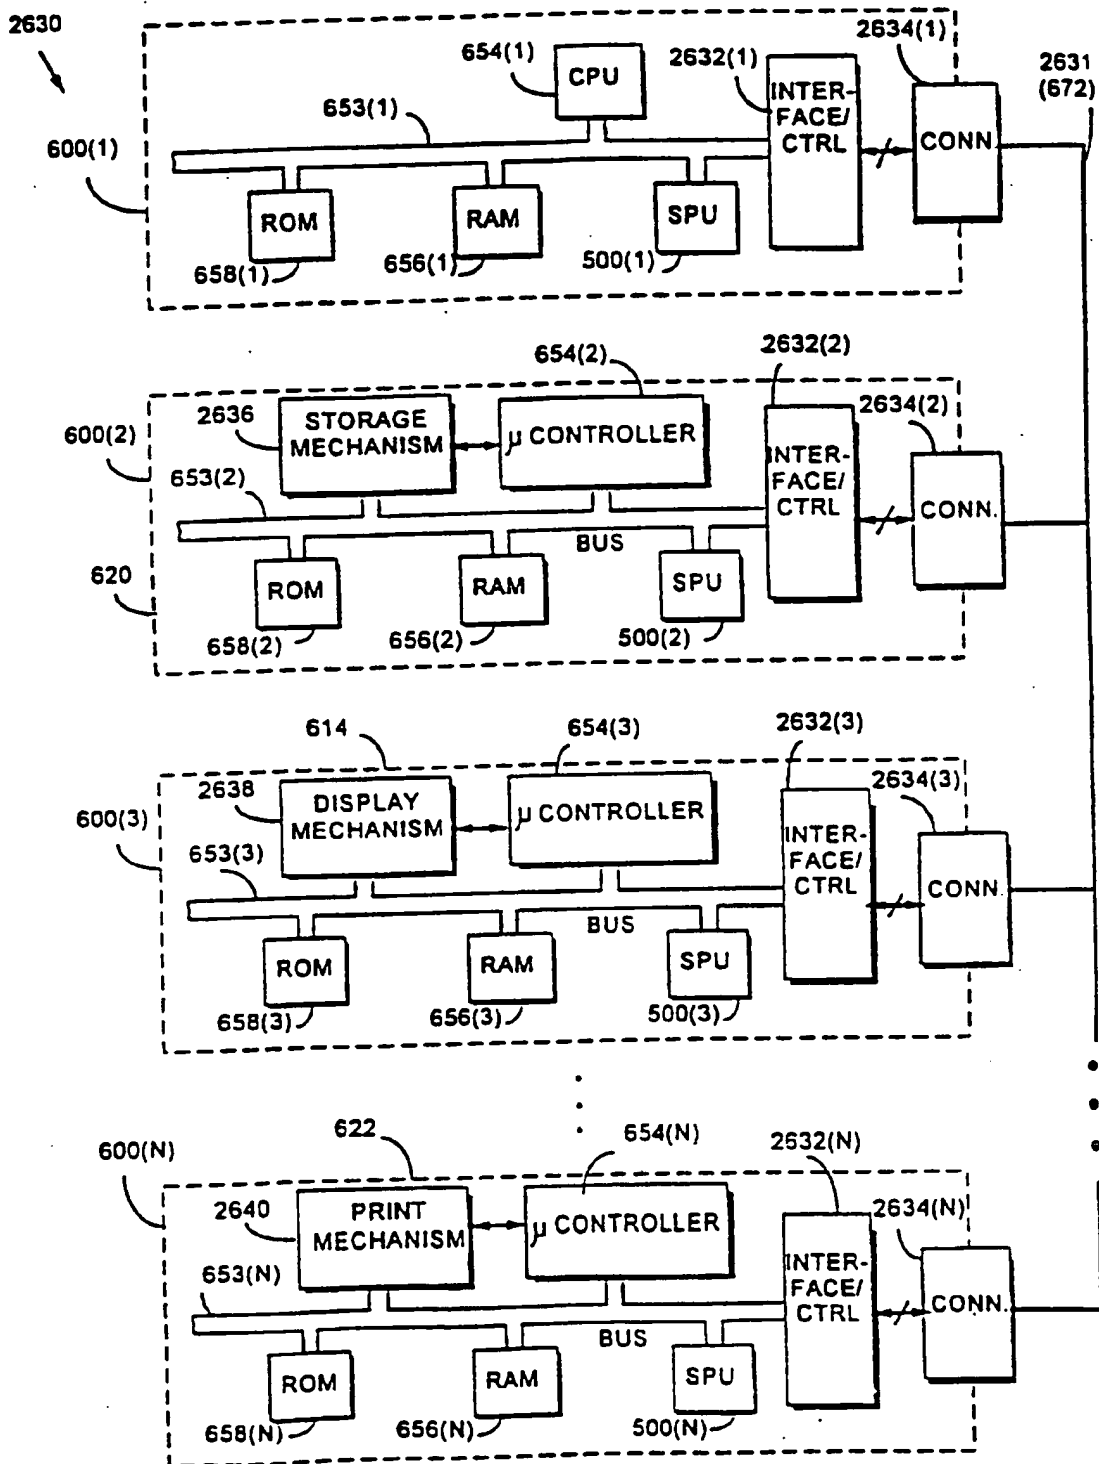 2630
2634(1)
654(1)
2632(1)
2631
(672)
CPU
INTER-
FACE/
CTRL
653(1)
CONN.
600(1)
ROM
RAM
SPU
658(1)
656(1)
500(1)
654(2)
2632(2)
2634(2)
2636
STORAGE
MECHANISM
μ CONTROLLER
600(2)
INTER-
FACE/
CTRL
653(2)
CONN.
BUS
620
ROM
RAM
SPU
658(2)
656(2)
500(2)
614
654(3)
2632(3)
2634(3)
2638
DISPLAY
MECHANISM
μ CONTROLLER
600(3)
INTER-
FACE/
CTRL
653(3)
CONN.
BUS
ROM
RAM
SPU
658(3)
656(3)
500(3)
600(N)
622
654(N)
2632(N)
2634(N)
2640
PRINT
MECHANISM
μ CONTROLLER
INTER-
FACE/
CTRL
653(N)
CONN.
BUS
ROM
RAM
SPU
658(N)
656(N)
500(N)